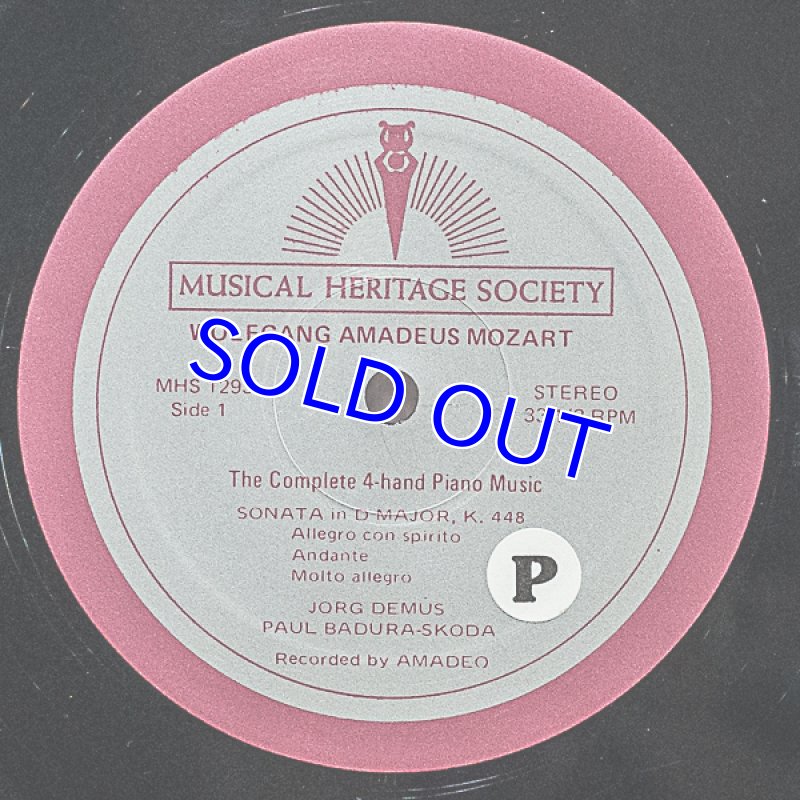 MUSICAL HERITAGE SOCIETY
WOLFGANG AMADEUS MOZART
SOLD OUT
MHS
Side 1
STEREO
RPM
The Complete 4-hand Piano Music
SONATA in D MAJOR, K. 448
Allegro con spirito
Andante
Molto allegro
P
JORG DEMUS
PAUL BADURA-SKODA
Recorded by AMADEO